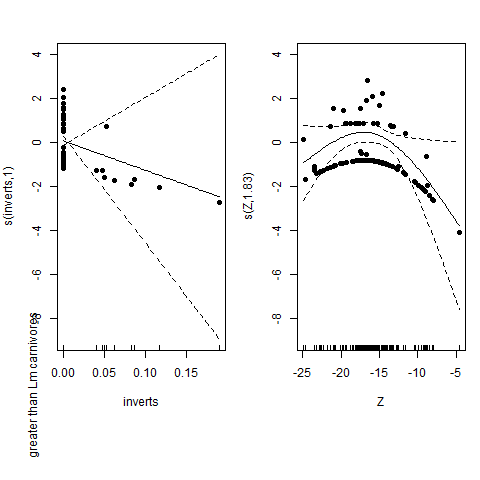 4
2
0
-2
-4
-6
-8
s(inverts,1)
greater than Lm carnivores
0.00 0.05 0.10 0.15
inverts
4
2
0
-2
-4
-6
-8
s(Z,1.83)
-25 -20 -15 -10 -5
Z